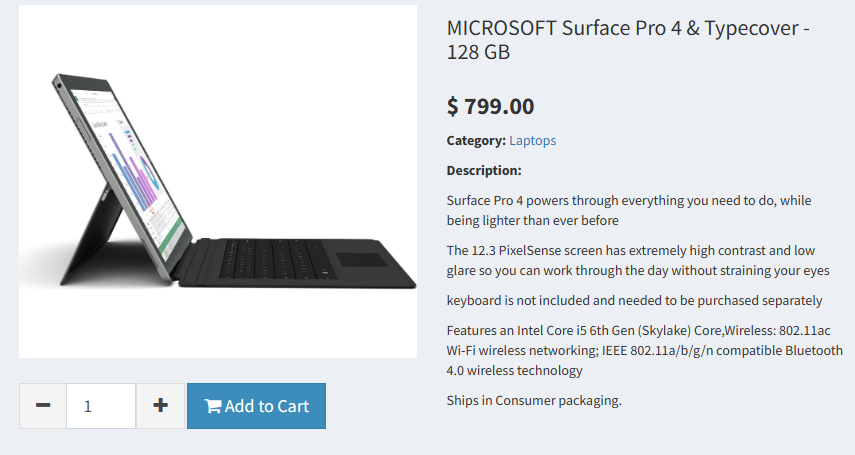 MICROSOFT Surface Pro 4 & Typecover -
128 GB
$ 799.00
Category: Laptops
Description:
Surface Pro 4 powers through everything you need to do, while
being lighter than ever before
The 12.3 PixelSense screen has extremely high contrast and low
glare so you can work through the day without straining your eyes
keyboard is not included and needed to be purchased separately
Features an Intel Core i5 6th Gen (Skylake) Core,Wireless: 802.11ac
Wi-Fi wireless networking; IEEE 802.11a/b/g/n compatible Bluetooth
4.0 wireless technology
Ships in Consumer packaging.
1
Add to Cart